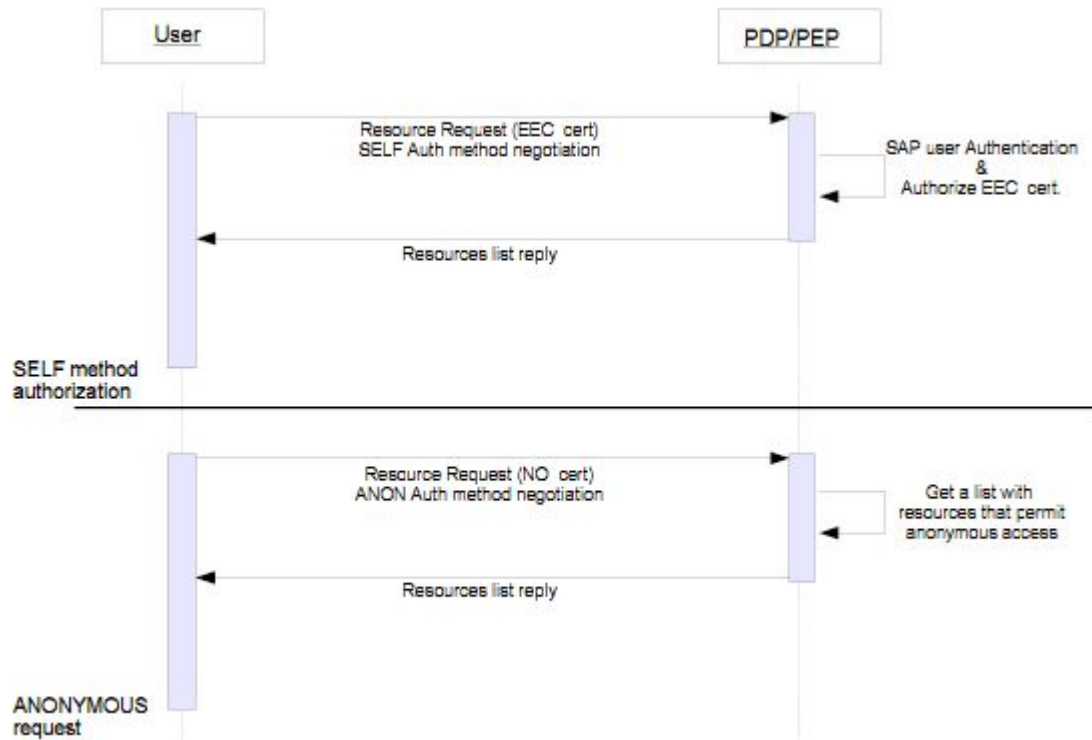 User
PDP/PEP
Resource Request (EEC cert)
SELF Auth method negotiation
SAP user Authentication
&
Authorize EEC cert.
Resources list reply
SELF method
authorization
Resource Request (NO cert)
ANON Auth method negotiation
Get a list with
resources that permit
anonymous access
Resources list reply
ANONYMOUS
request